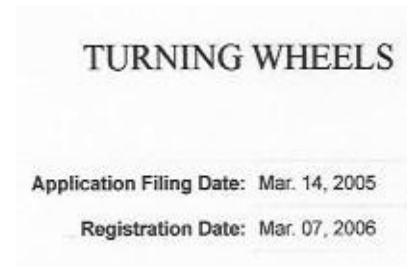 TURNING WHEELS
Application Filing Date: Mar. 14, 2005
Registration Date: Mar. 07, 2006